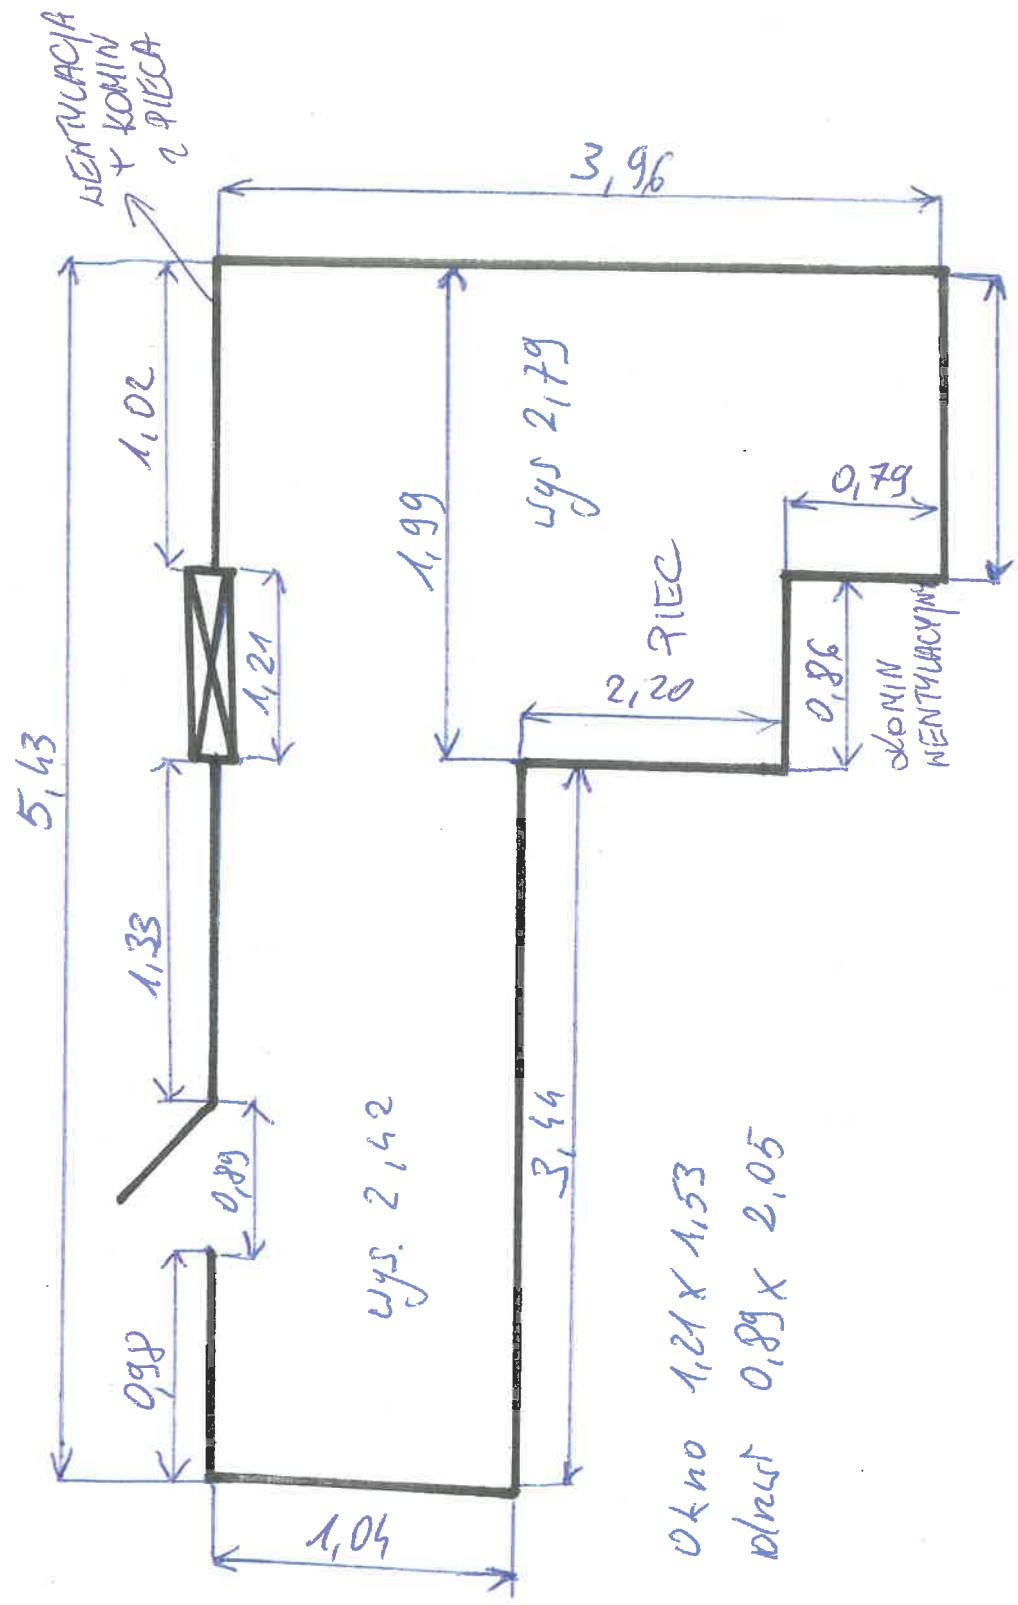 WENTYLACJA
+ KOMIN
Z PIECA
3,96
5,43
1,02
1,21
1,33
0,89
0,98
1,99
wys 2,79
0,79
PIEC
2,20
0,86
KOMIN
WENTYLACYJNY
wys. 2,42
3,44
1,04
Okno 1,21 x 1,53
0,89 x 2,05